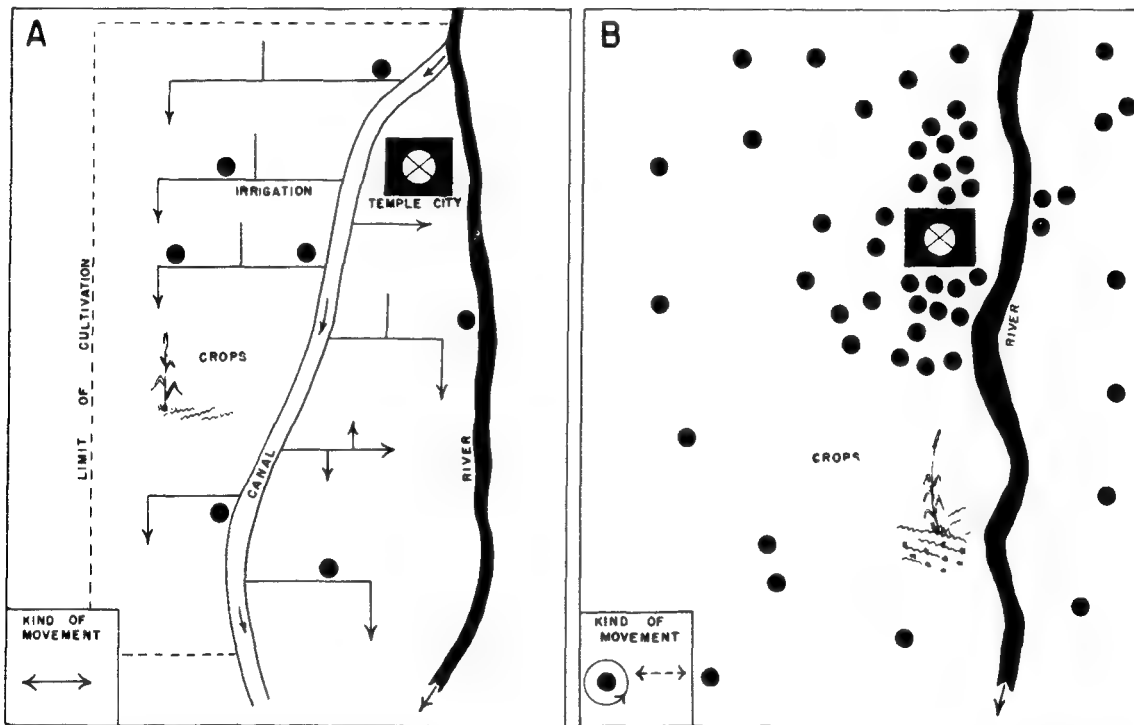 A
IRRIGATION
TEMPLE CITY
LIMIT OF CULTIVATION
CROPS
CANAL
RIVER
KIND OF
MOVEMENT
B
RIVER
CROPS
KIND OF
MOVEMENT